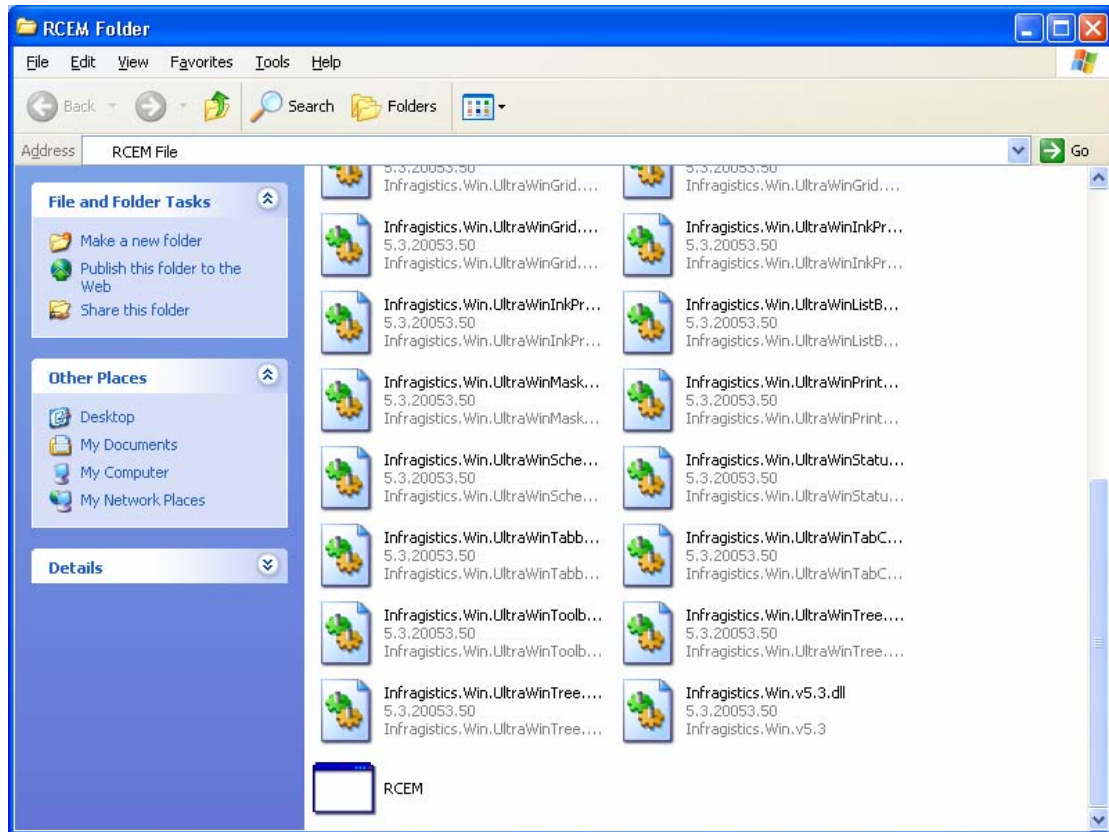 RCEM Folder
File Edit View Favorites Tools Help
Back Search Folders
Address RCEM File Go
File and Folder Tasks
Make a new folder
Publish this folder to the
Web
Share this folder
Other Places
Desktop
My Documents
My Computer
My Network Places
Details
5.3.20053.50 5.3.20053.50
Infragistics.Win.UltraWinGrid.... Infragistics.Win.UltraWinGrid....
Infragistics.Win.UltraWinGrid.... Infragistics.Win.UltraWinInkPr...
5.3.20053.50 5.3.20053.50
Infragistics.Win.UltraWinGrid.... Infragistics.Win.UltraWinInkPr...
Infragistics.Win.UltraWinInkPr... Infragistics.Win.UltraWinListB...
5.3.20053.50 5.3.20053.50
Infragistics.Win.UltraWinInkPr... Infragistics.Win.UltraWinListB...
Infragistics.Win.UltraWinMask... Infragistics.Win.UltraWinPrint...
5.3.20053.50 5.3.20053.50
Infragistics.Win.UltraWinMask... Infragistics.Win.UltraWinPrint...
Infragistics.Win.UltraWinSche... Infragistics.Win.UltraWinStatu...
5.3.20053.50 5.3.20053.50
Infragistics.Win.UltraWinSche... Infragistics.Win.UltraWinStatu...
Infragistics.Win.UltraWinTabb... Infragistics.Win.UltraWinTabC...
5.3.20053.50 5.3.20053.50
Infragistics.Win.UltraWinTabb... Infragistics.Win.UltraWinTabC...
Infragistics.Win.UltraWinToolb... Infragistics.Win.UltraWinTree....
5.3.20053.50 5.3.20053.50
Infragistics.Win.UltraWinToolb... Infragistics.Win.UltraWinTree....
Infragistics.Win.UltraWinTree.... Infragistics.Win.v5.3.dll
5.3.20053.50 5.3.20053.50
Infragistics.Win.UltraWinTree.... Infragistics.Win.v5.3
RCEM